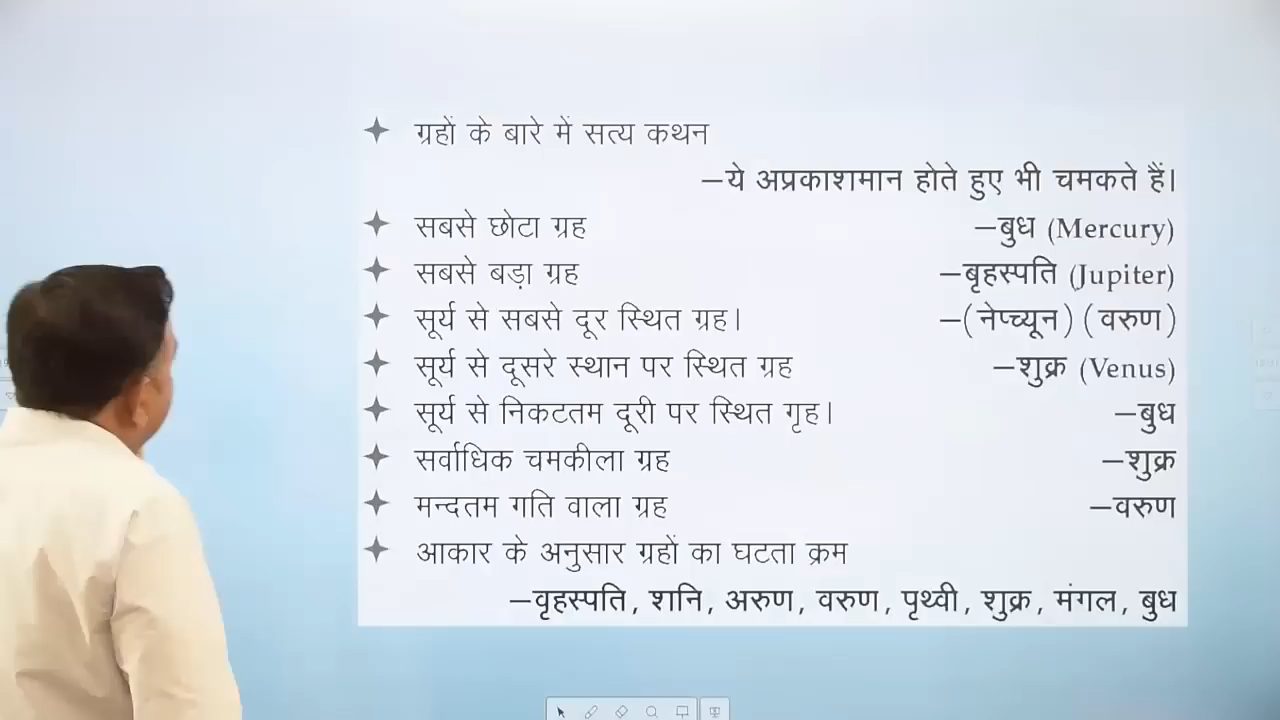 ग्रहों के बारे में सत्य कथन
–ये अप्रकाशमान होते हुए भी चमकते हैं।
सबसे छोटा ग्रह –बुध (Mercury)
सबसे बड़ा ग्रह –बृहस्पति (Jupiter)
सूर्य से सबसे दूर स्थित ग्रह। –(नेप्च्यून) (वरुण)
सूर्य से दूसरे स्थान पर स्थित ग्रह –शुक्र (Venus)
सूर्य से निकटतम दूरी पर स्थित गृह। –बुध
सर्वाधिक चमकीला ग्रह –शुक्र
मन्दतम गति वाला ग्रह –वरुण
आकार के अनुसार ग्रहों का घटता क्रम
–वृहस्पति, शनि, अरुण, वरुण, पृथ्वी, शुक्र, मंगल, बुध